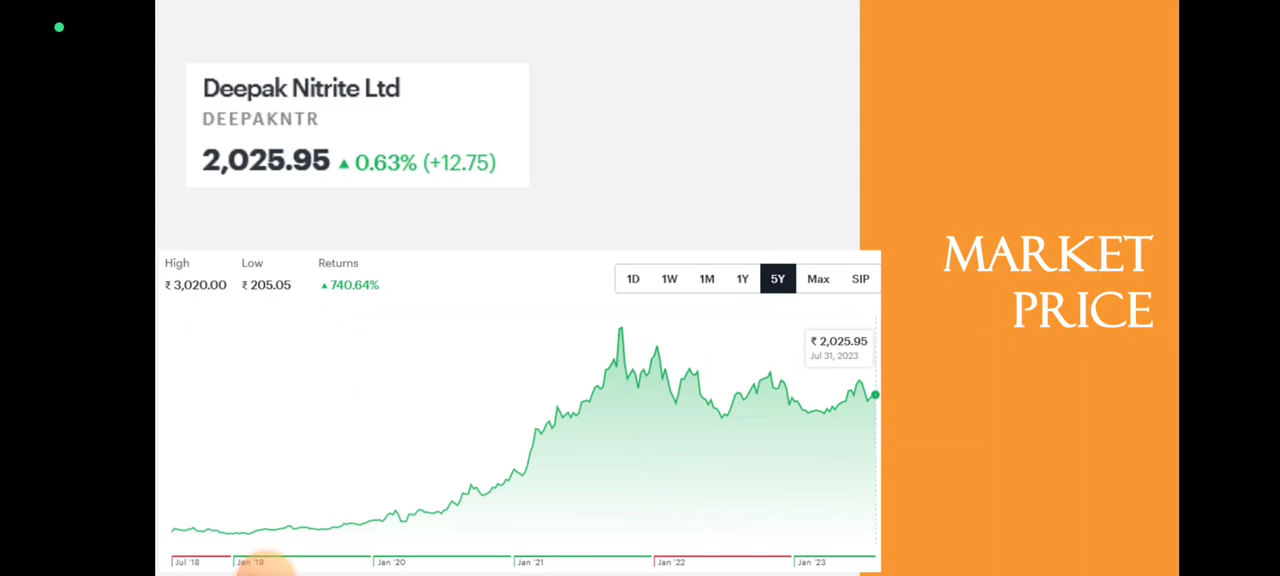 Deepak Nitrite Ltd
DEEPAKNTR
2,025.95 ▲ 0.63% (+12.75)
MARKET
PRICE
High Low Returns
₹ 3,020.00 ₹ 205.05 ▲ 740.64%
1D 1W 1M 1Y 5Y Max SIP
₹ 2,025.95
Jul 31, 2023
Jul '18 Jan '19 Jan '20 Jan '21 Jan '22 Jan '23